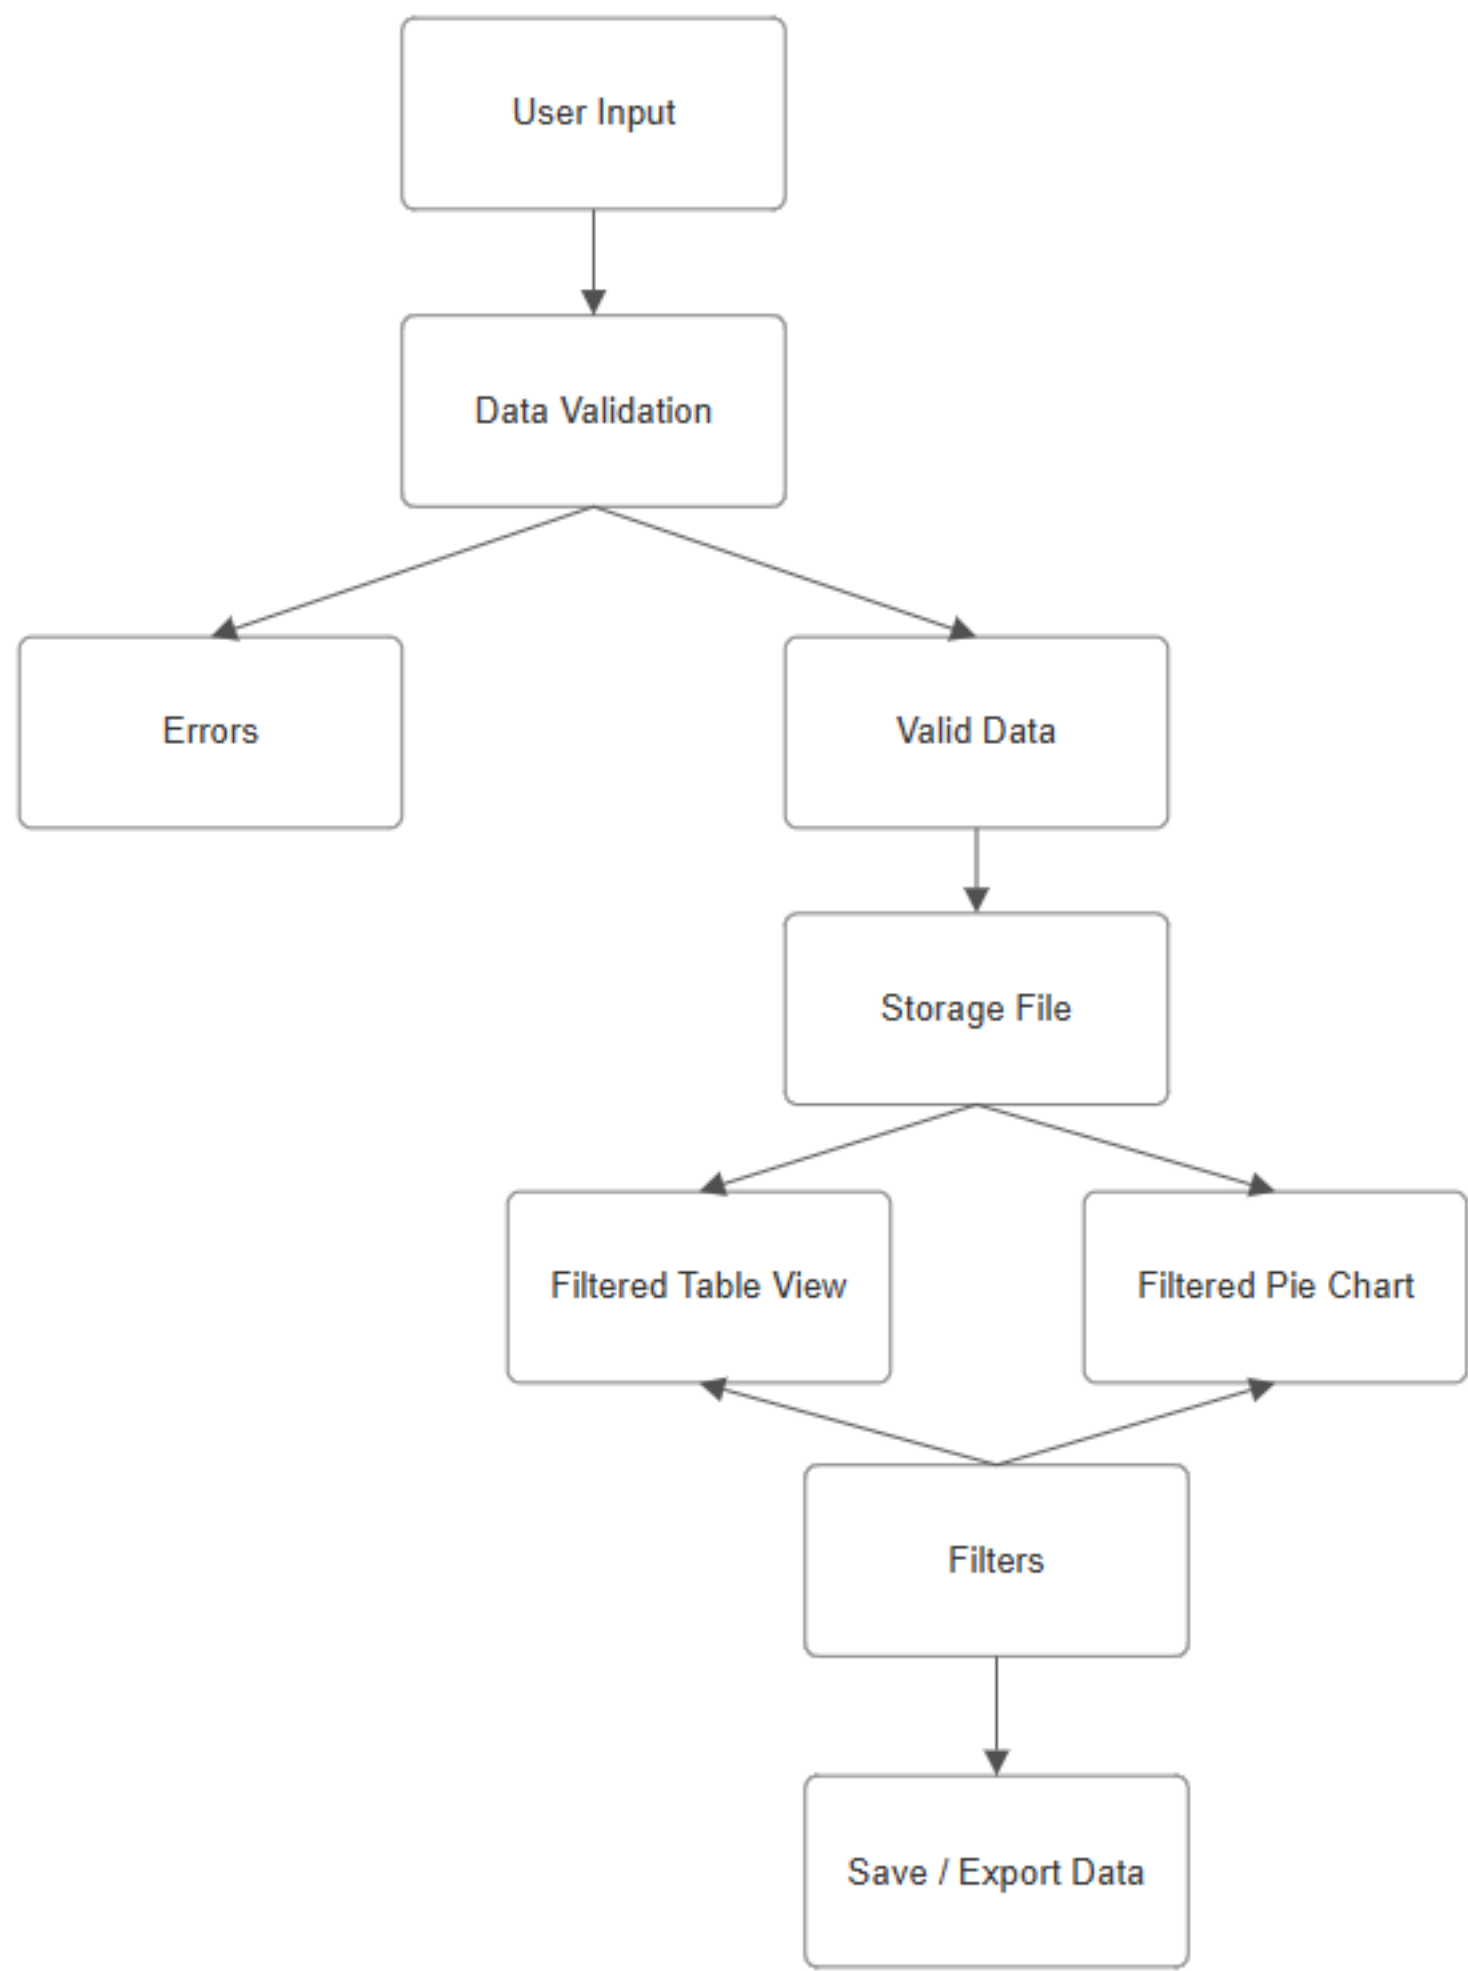 User Input
Data Validation
Errors
Valid Data
Storage File
Filtered Table View
Filtered Pie Chart
Filters
Save / Export Data